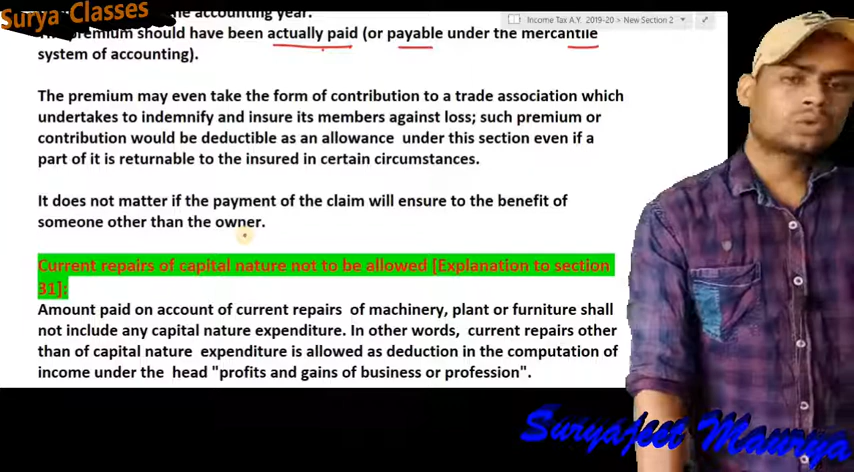 Surya Classes
the accounting year.
premium should have been actually paid (or payable under the mercantile
system of accounting).
Income Tax A.Y. 2019-20 > New Section 2
The premium may even take the form of contribution to a trade association which
undertakes to indemnify and insure its members against loss; such premium or
contribution would be deductible as an allowance under this section even if a
part of it is returnable to the insured in certain circumstances.
It does not matter if the payment of the claim will ensure to the benefit of
someone other than the owner.
Current repairs of capital nature not to be allowed [Explanation to section
31]:
Amount paid on account of current repairs of machinery, plant or furniture shall
not include any capital nature expenditure. In other words, current repairs other
than of capital nature expenditure is allowed as deduction in the computation of
income under the head "profits and gains of business or profession".
Suryajeet Maurya